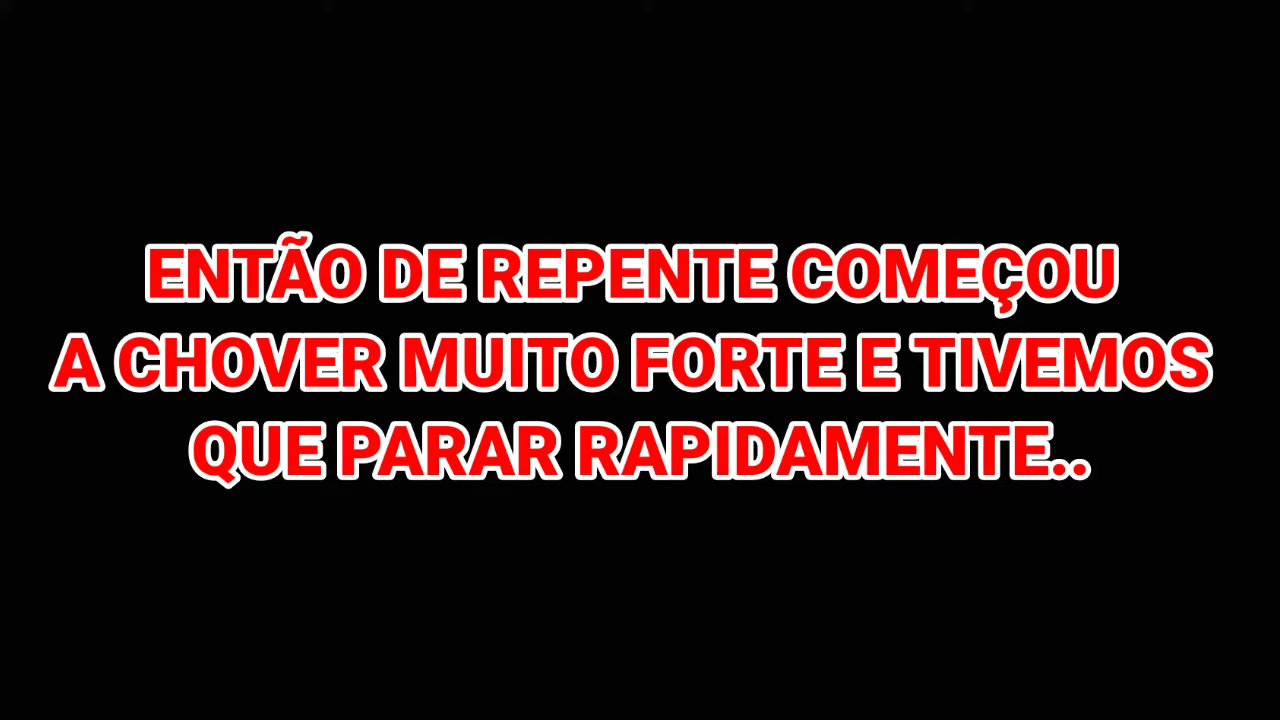 ENTÃO DE REPENTE COMEÇOU
A CHOVER MUITO FORTE E TIVEMOS
QUE PARAR RAPIDAMENTE..